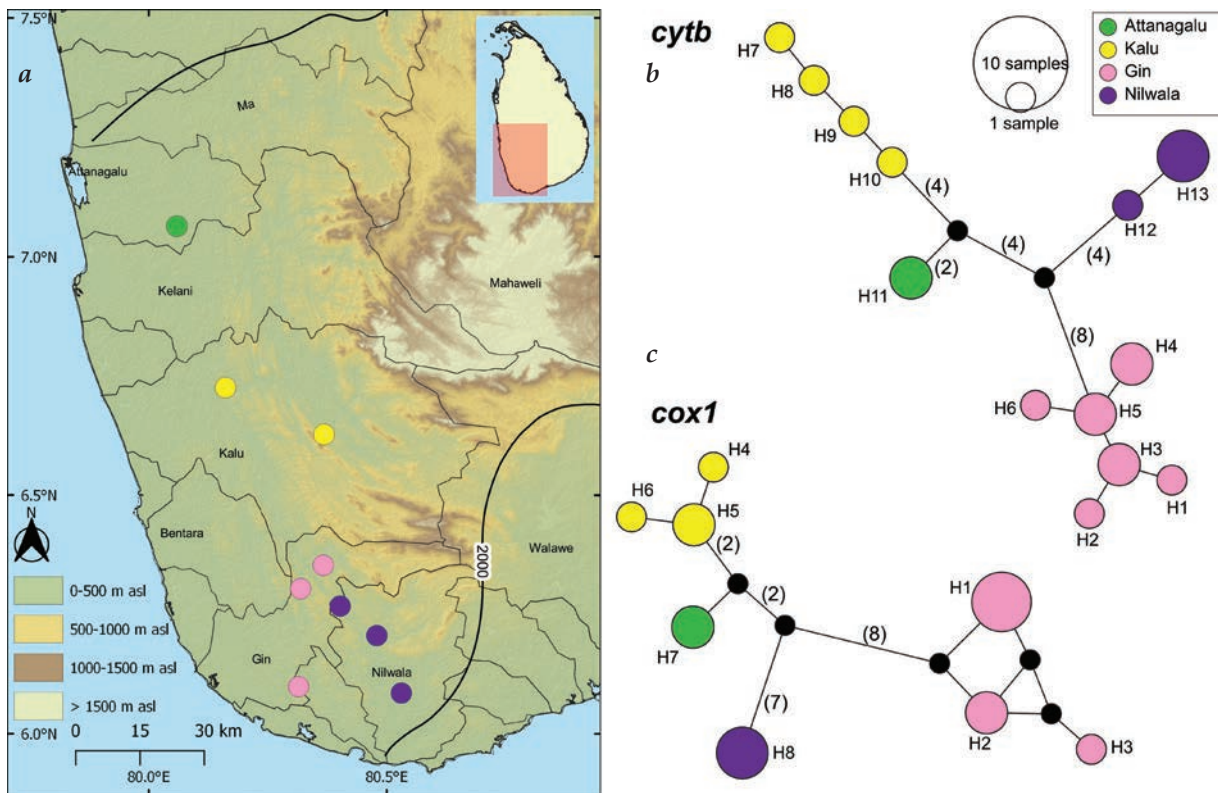 7.5°N
7.0°N
6.5°N
6.0°N
80.0°E
80.5°E
a
Ma
Attanagalu
Kelani
Mahaweli
Kalu
Bentara
Walawe
2000
Gin
Nilwala
N
0-500 m asl
500-1000 m asl
1000-1500 m asl
> 1500 m asl
0 15 30 km
cytb
b
H7
H8
H9
H10
(4)
(4)
(4)
(2)
H11
H12
H13
(8)
H4
H5
H6
H3
H1
H2
10 samples
1 sample
Attanagalu
Kalu
Gin
Nilwala
c
cox1
H4
H6
H5
(2)
(2)
H7
(8)
(7)
H8
H1
H2
H3